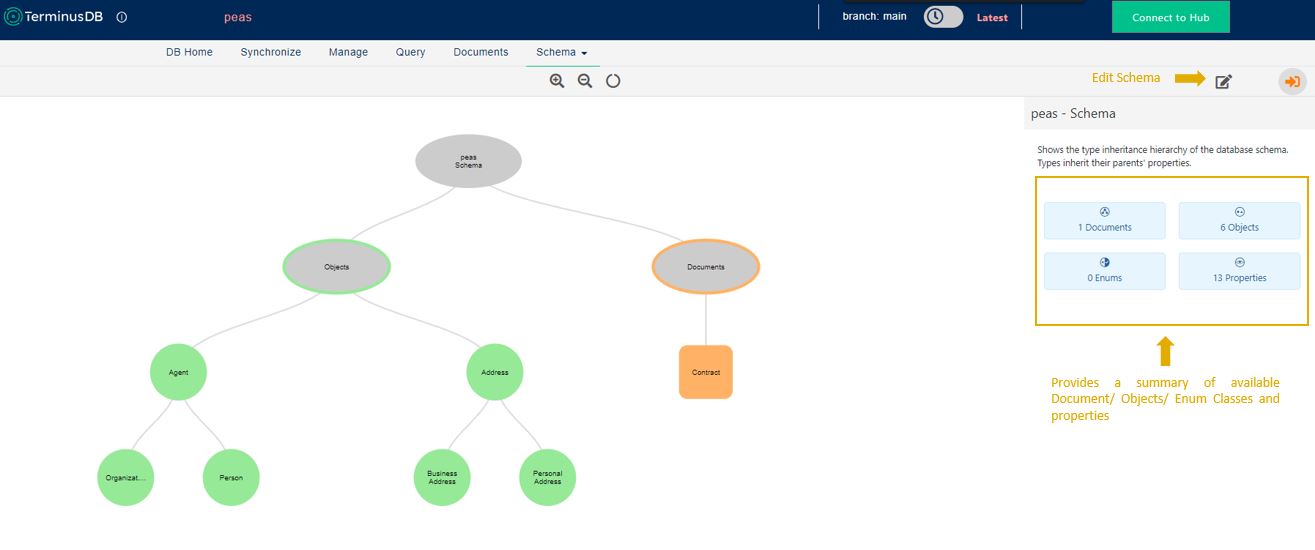 TerminusDB
peas
branch: main
Latest
Connect to Hub
DB Home
Synchronize
Manage
Query
Documents
Schema
Edit Schema
peas - Schema
Shows the type inheritance hierarchy of the database schema.
Types inherit their parents' properties.
1 Documents
6 Objects
0 Enums
13 Properties
Provides a summary of available
Document/ Objects/ Enum Classes and
properties
peas
Schema
Objects
Documents
Agent
Address
Contract
Organizat....
Person
Business
Address
Personal
Address